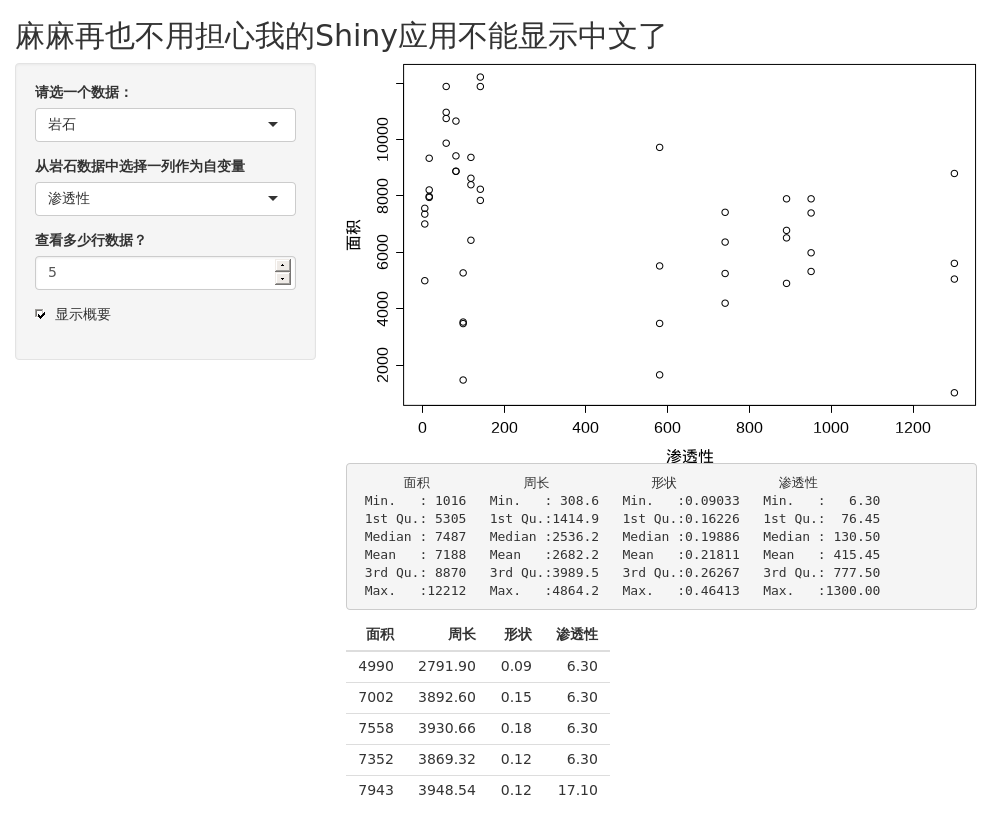 麻麻再也不用担心我的Shiny应用不能显示中文了
请选一个数据：
岩石
从岩石数据中选择一列作为自变量
渗透性
查看多少行数据？
5
显示概要
面积
10000
8000
6000
4000
2000
0 200 400 600 800 1000 1200
渗透性
面积 周长 形状 渗透性
Min. : 1016 Min. : 308.6 Min. :0.09033 Min. : 6.30
1st Qu.: 5305 1st Qu.:1414.9 1st Qu.:0.16226 1st Qu.: 76.45
Median : 7487 Median :2536.2 Median :0.19886 Median : 130.50
Mean : 7188 Mean :2682.2 Mean :0.21811 Mean : 415.45
3rd Qu.: 8870 3rd Qu.:3989.5 3rd Qu.:0.26267 3rd Qu.: 777.50
Max. :12212 Max. :4864.2 Max. :0.46413 Max. :1300.00
面积 周长 形状 渗透性
4990 2791.90 0.09 6.30
7002 3892.60 0.15 6.30
7558 3930.66 0.18 6.30
7352 3869.32 0.12 6.30
7943 3948.54 0.12 17.10